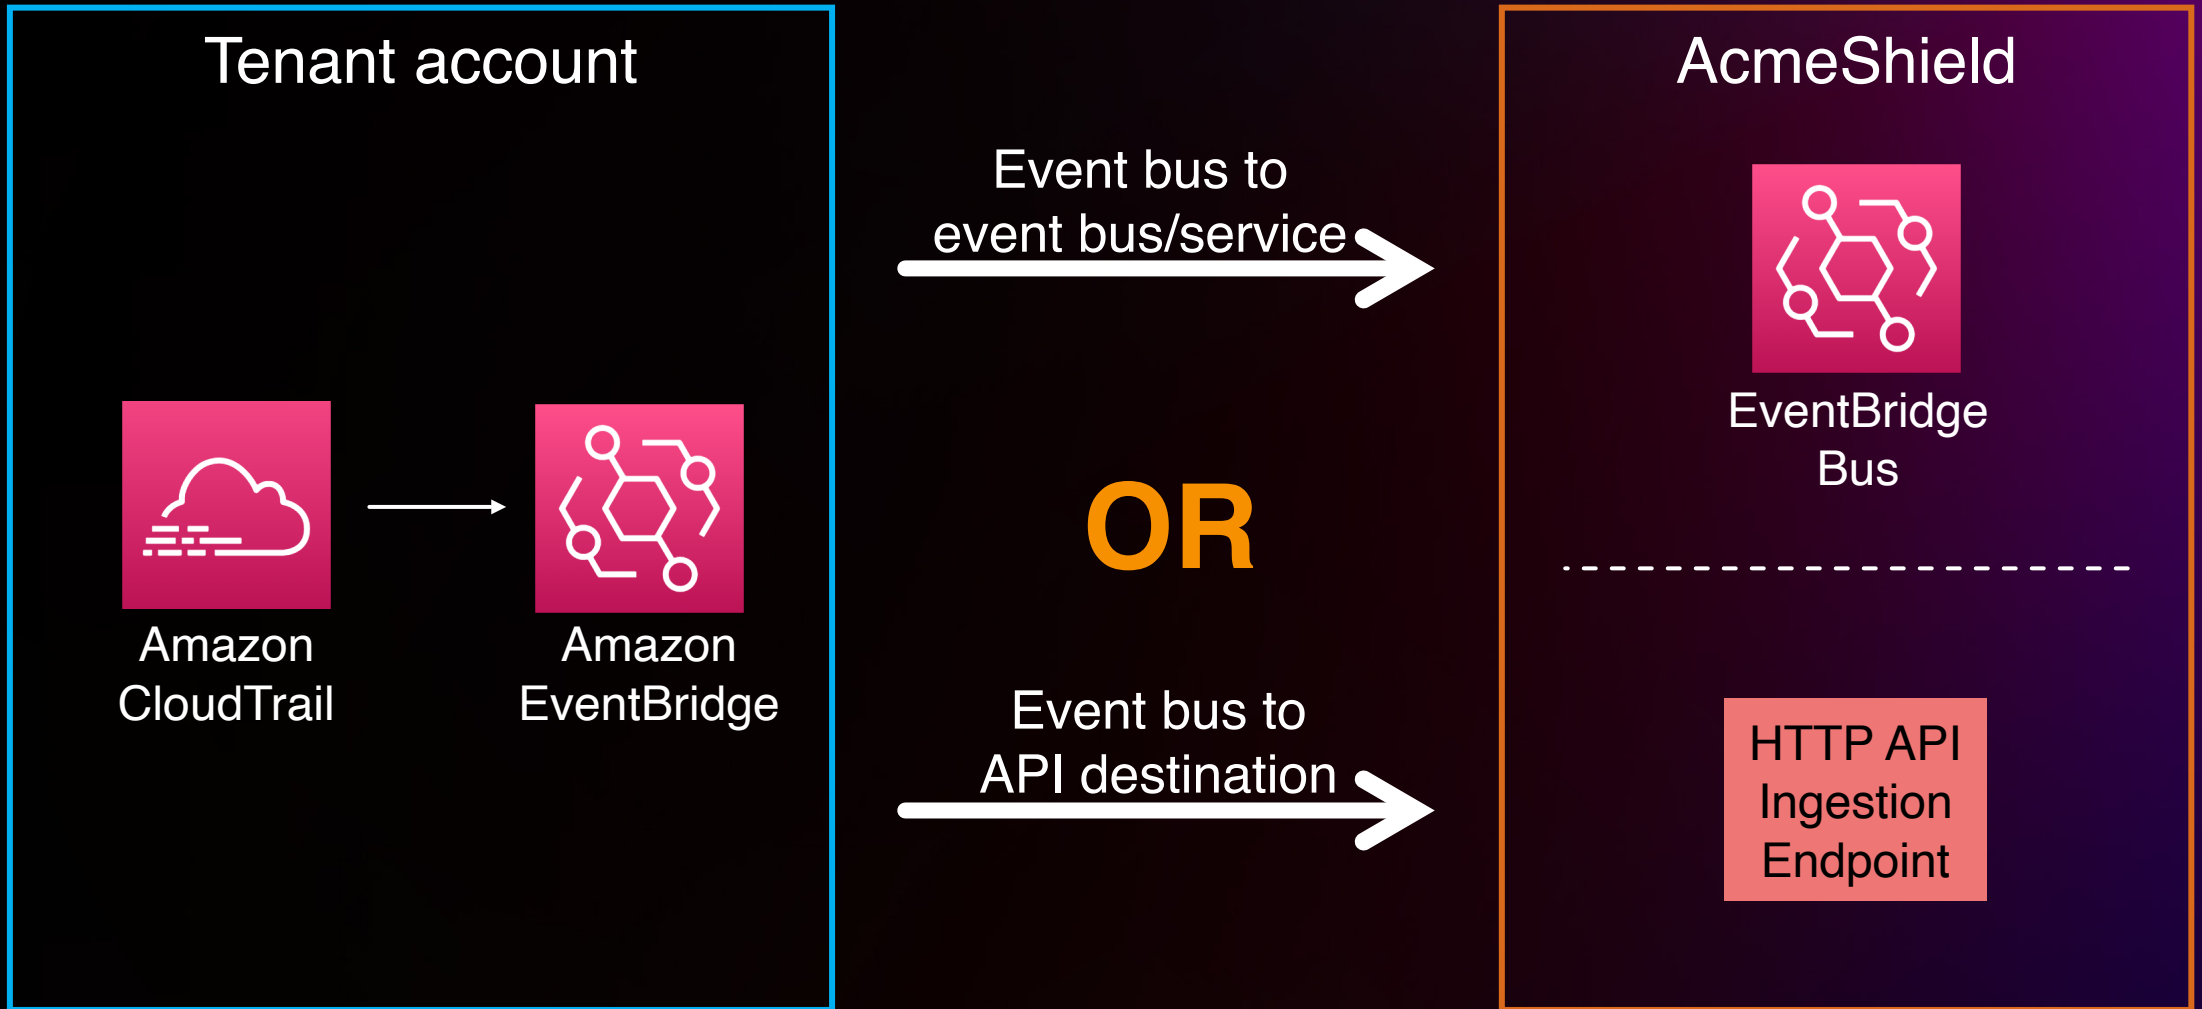 Tenant account
Amazon
CloudTrail
Amazon
EventBridge
Event bus to
event bus/service
OR
Event bus to
API destination
AcmeShield
EventBridge
Bus
HTTP API
Ingestion
Endpoint